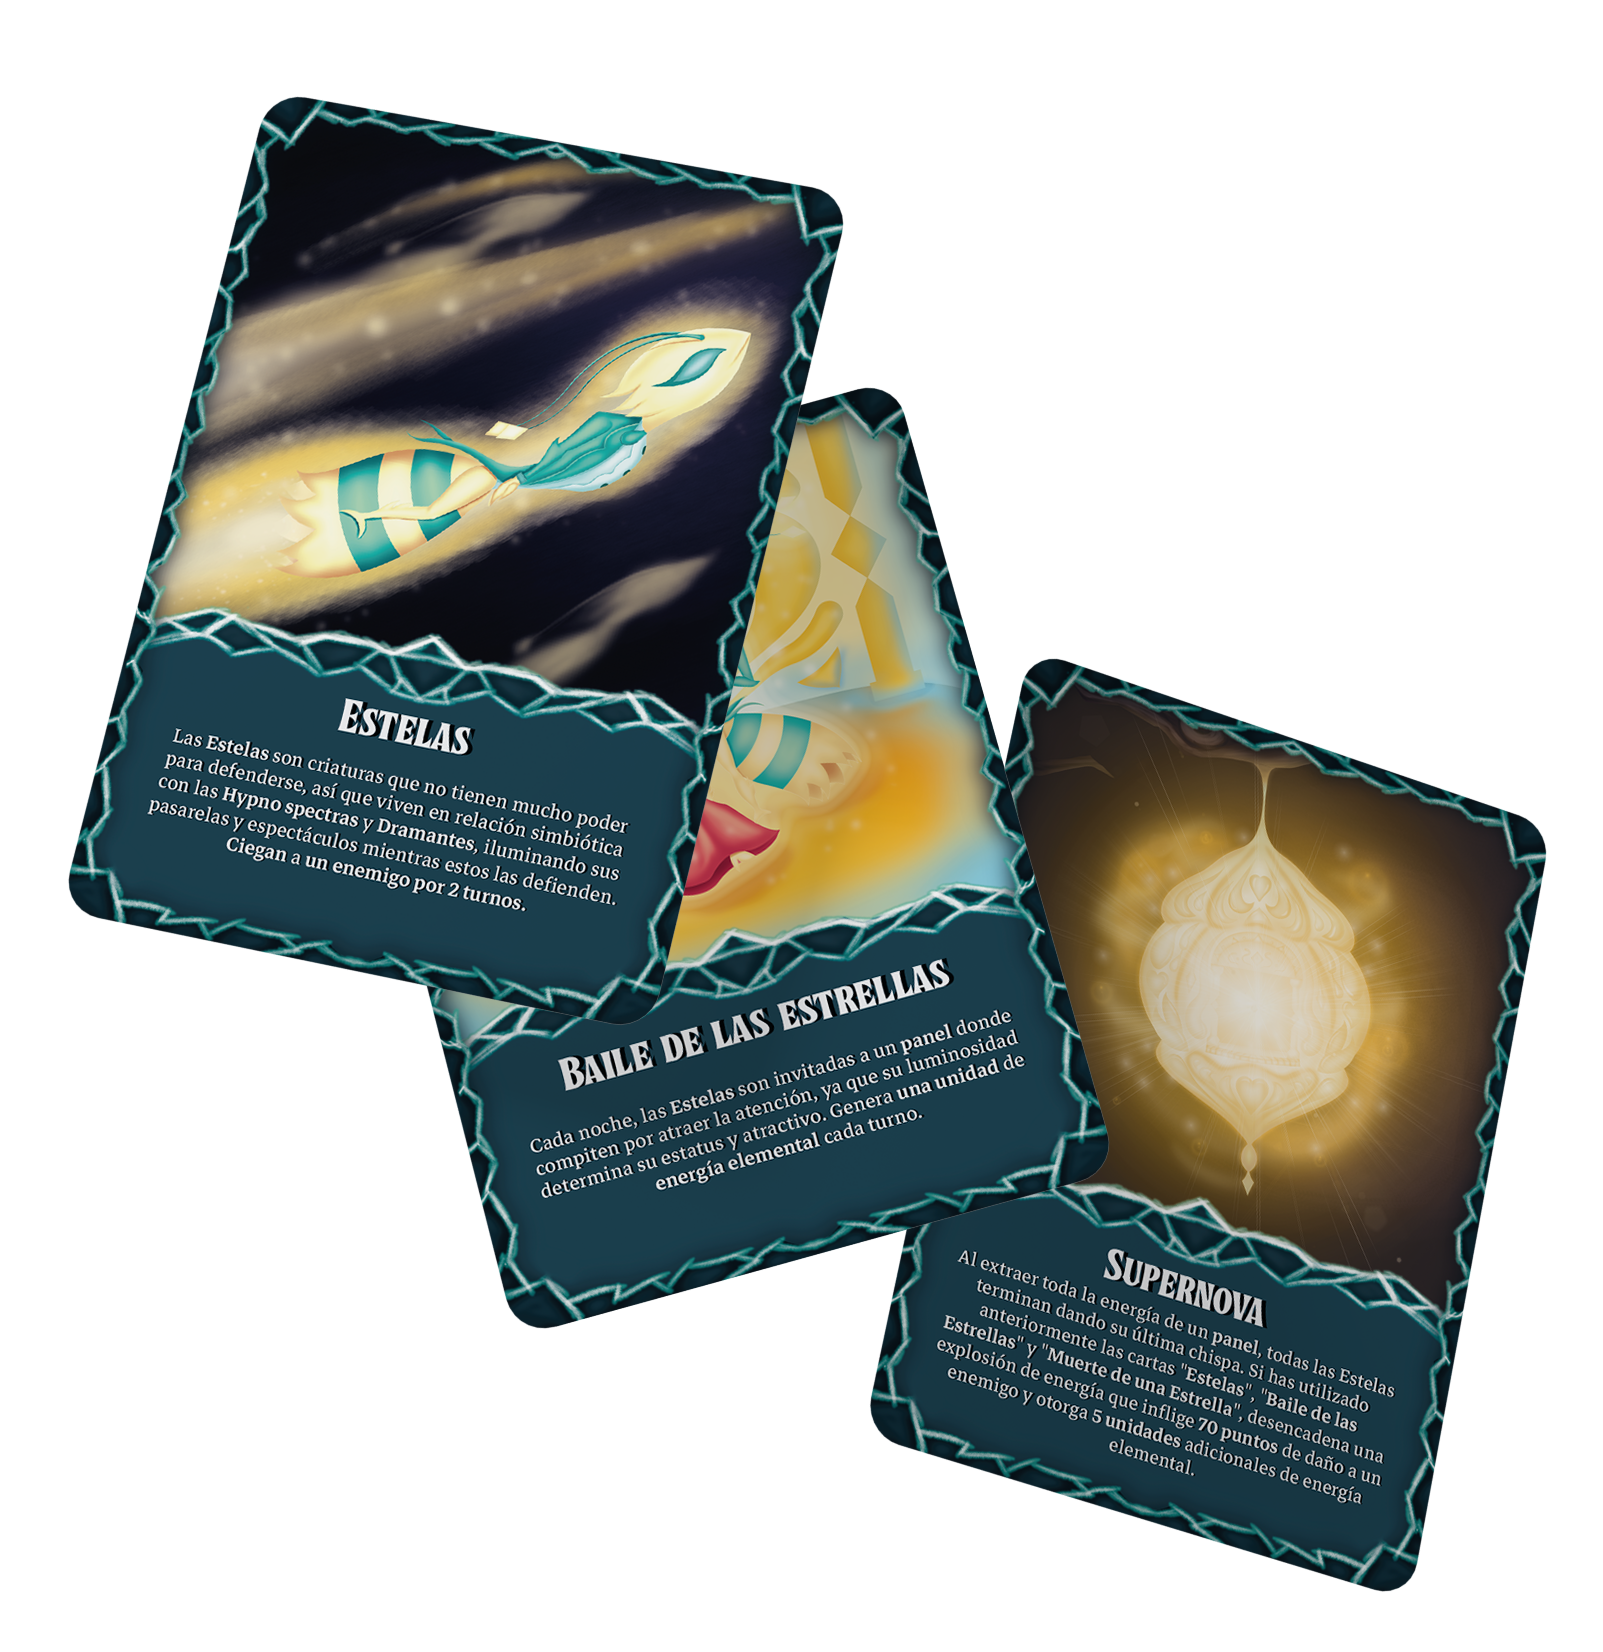 ESTELAS
Las Estelas son criaturas que no tienen mucho poder
para defenderse, así que viven en relación simbiótica
con las Hypno spectras y Dramantes, iluminando sus
pasarelas y espectáculos mientras estos las defienden.
Ciegan a un enemigo por 2 turnos.
BAILE DE LAS ESTRELLAS
Cada noche, las Estelas son invitadas a un panel donde
compiten por atraer la atención, ya que su luminosidad
determina su estatus y atractivo. Genera una unidad de
energía elemental cada turno.
SUPERNOVA
Al extraer toda la energía de un panel, todas las Estelas
terminan dando su última chispa. Si has utilizado
anteriormente las cartas "Estelas", "Baile de las
Estrellas" y "Muerte de una Estrella", desencadena una
explosión de energía que inflige 70 puntos de daño a un
enemigo y otorga 5 unidades adicionales de energía
elemental.